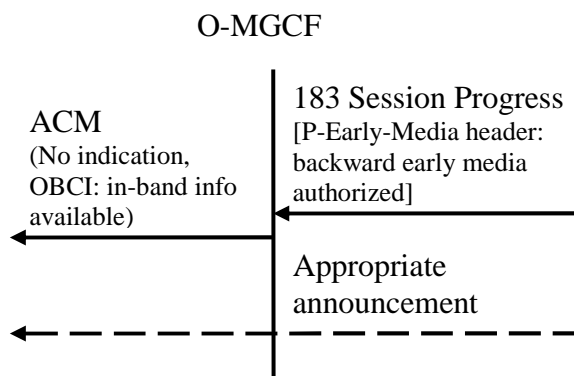 O-MGCF
ACM
(No indication,
OBCI: in-band info
available)
183 Session Progress
[P-Early-Media header:
backward early media
authorized]
Appropriate
announcement